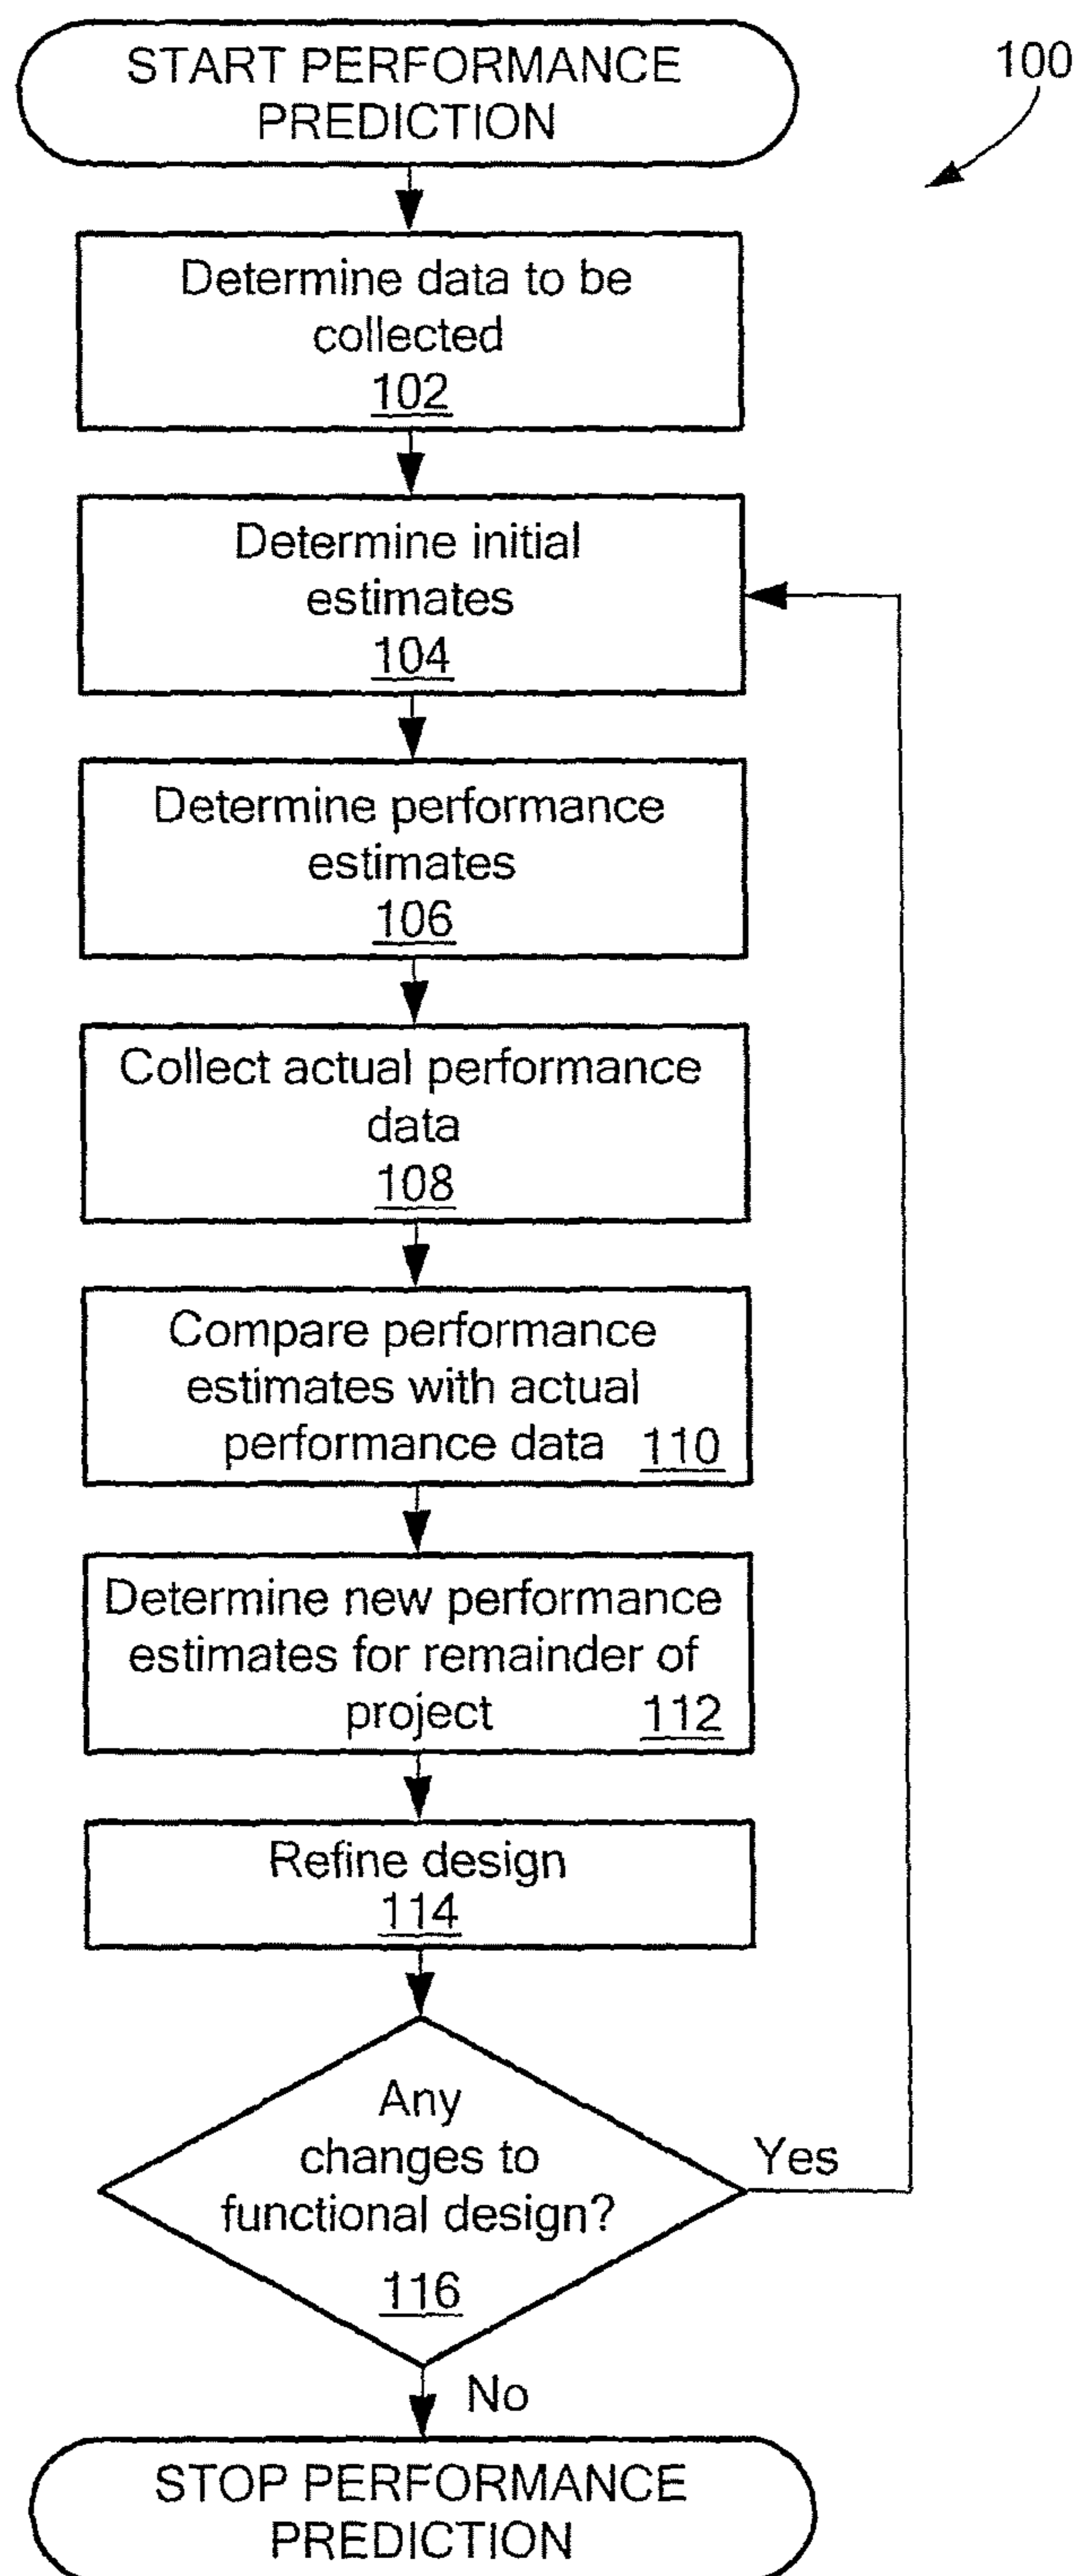 START PERFORMANCE
PREDICTION
100
Determine data to be
collected
102
Determine initial
estimates
104
Determine performance
estimates
106
Collect actual performance
data
108
Compare performance
estimates with actual
performance data 110
Determine new performance
estimates for remainder of
project 112
Refine design
114
Any
changes to
functional design?
116
Yes
No
STOP PERFORMANCE
PREDICTION